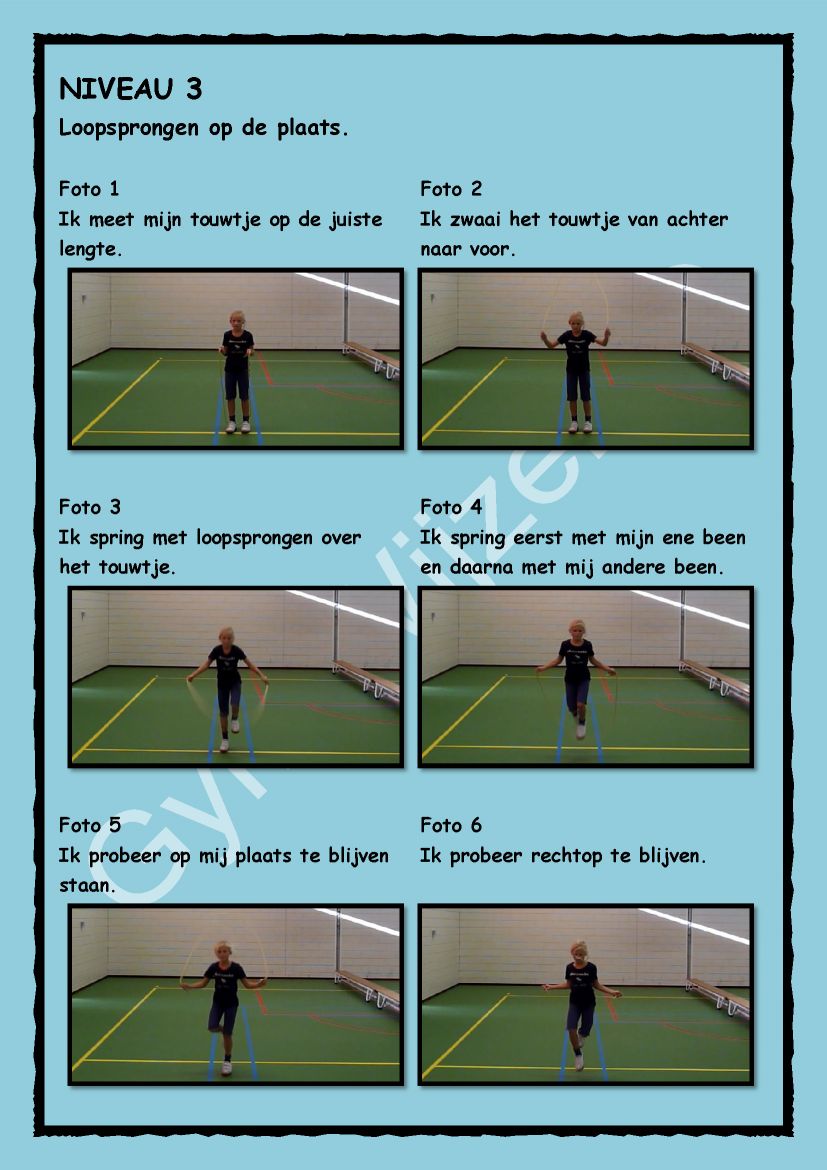 NIVEAU 3
Loopsprongen op de plaats.
Foto 1
Ik meet mijn touwtje op de juiste
lengte.
Foto 2
Ik zwaai het touwtje van achter
naar voor.
Foto 3
Ik spring met loopsprongen over
het touwtje.
Foto 4
Ik spring eerst met mijn ene been
en daarna met mij andere been.
Foto 5
Ik probeer op mij plaats te blijven
staan.
Foto 6
Ik probeer rechtop te blijven.